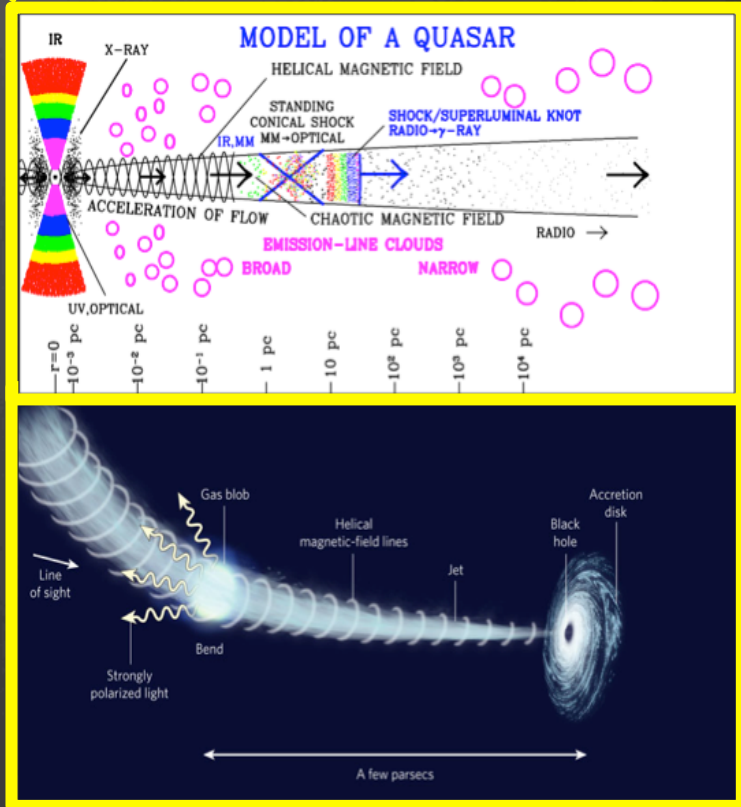 MODEL OF A QUASAR
IR
X-RAY
HELICAL MAGNETIC FIELD
STANDING
CONICAL SHOCK
MM→OPTICAL
SHOCK/SUPERLUMINAL KNOT
RADIO→γ-RAY
IR,MM
ACCELERATION OF FLOW
CHAOTIC MAGNETIC FIELD
RADIO →
EMISSION-LINE CLOUDS
BROAD
NARROW
UV,OPTICAL
r=0
10⁻³ pc
10⁻² pc
10⁻¹ pc
1 pc
10 pc
10² pc
10³ pc
10⁴ pc
Gas blob
Accretion
disk
Helical
magnetic-field lines
Black
hole
Line
of sight
Jet
Bend
Strongly
polarized light
A few parsecs